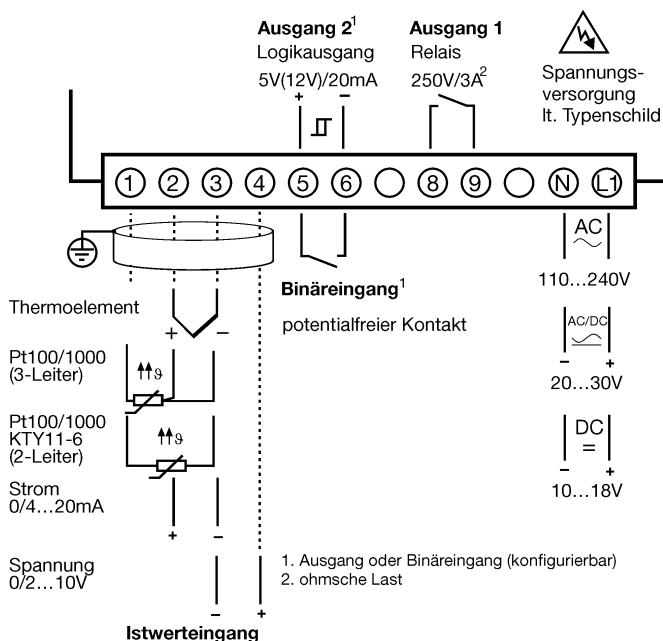 Ausgang 2¹
Logikausgang
5V(12V)/20mA
+ −
Ausgang 1
Relais
250V/3A²
Spannungs-
versorgung
lt. Typenschild
1 2 3 4 5 6 8 9 N L1
AC
110...240V
Binäreingang¹
potentialfreier Kontakt
Thermoelement
+ −
AC/DC
− +
20...30V
Pt100/1000
(3-Leiter)
ϑ
Pt100/1000
KTY11-6
(2-Leiter)
ϑ
DC
=
− +
10...18V
Strom
0/4...20mA
+ −
Spannung
0/2...10V
− +
1. Ausgang oder Binäreingang (konfigurierbar)
2. ohmsche Last
Istwerteingang